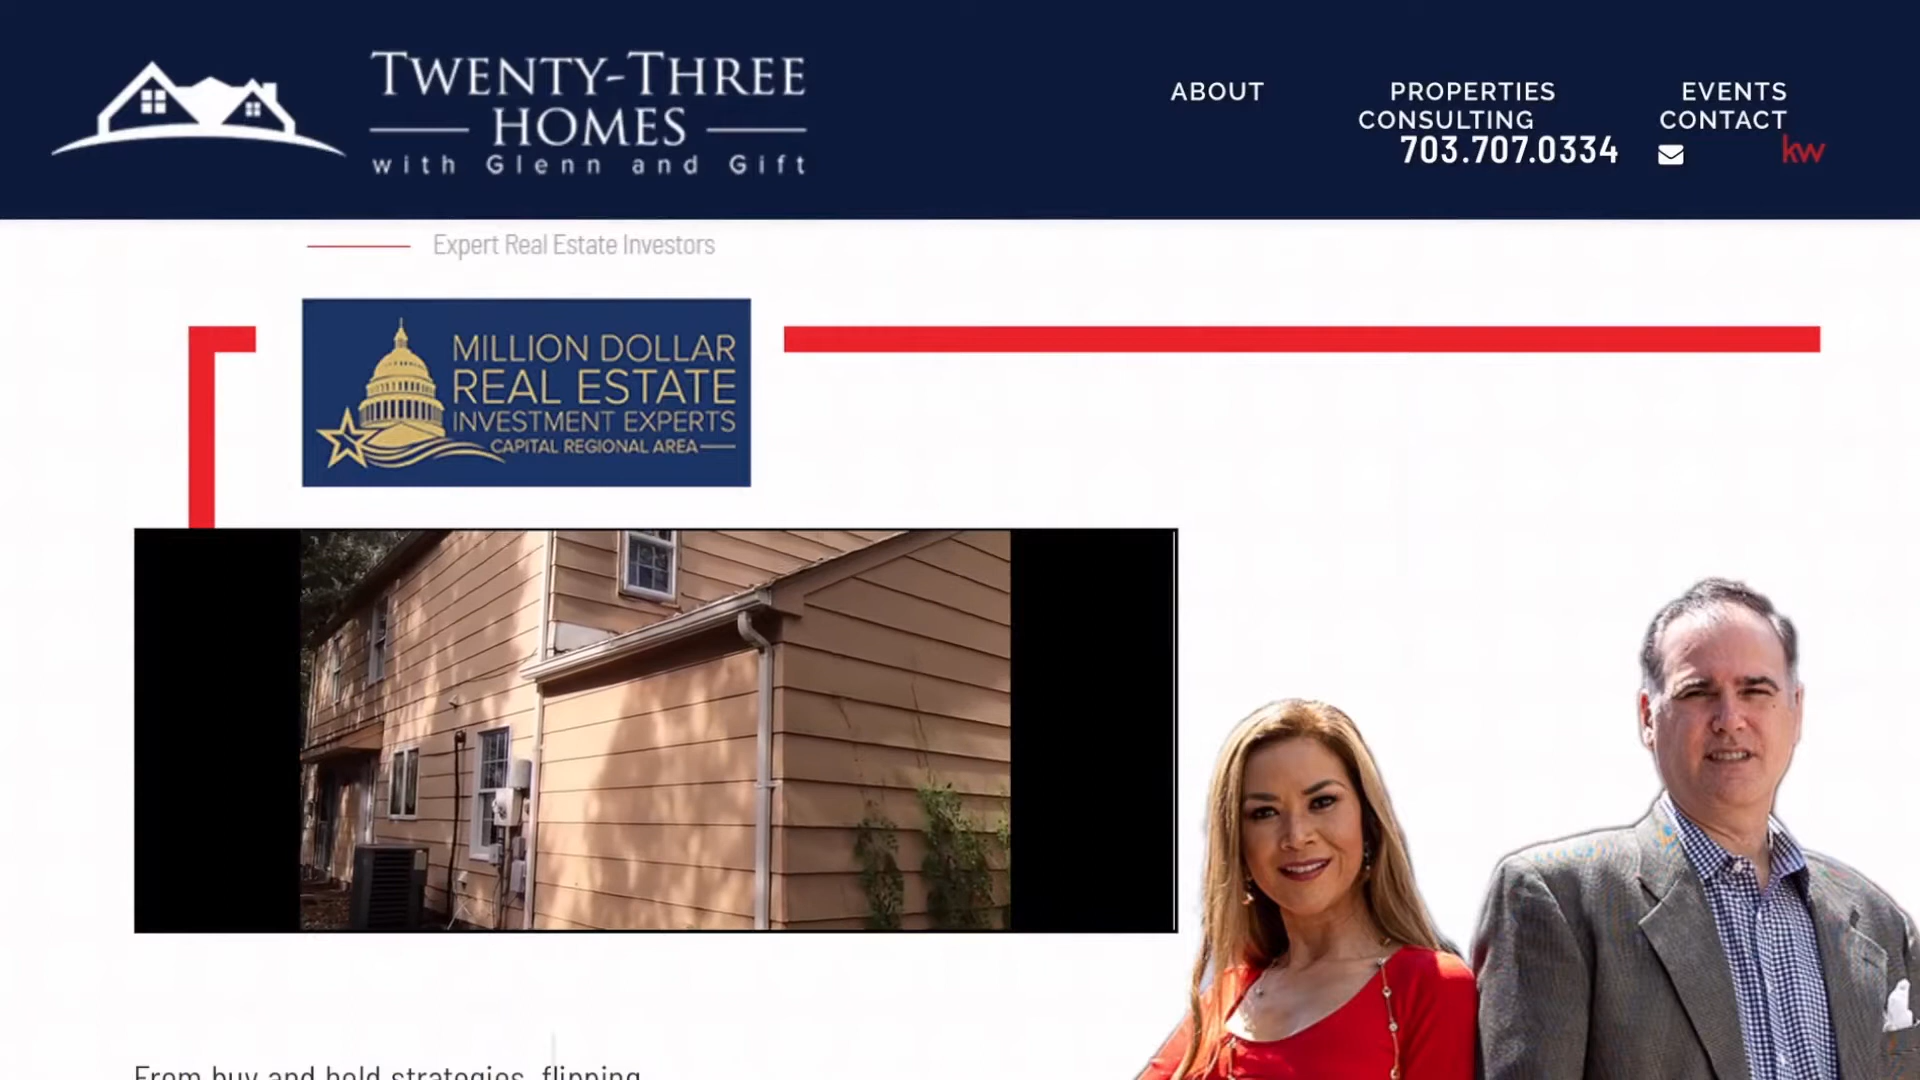 TWENTY-THREE
HOMES
with Glenn and Gift
ABOUT PROPERTIES EVENTS
CONSULTING CONTACT
703.707.0334
kw
Expert Real Estate Investors
MILLION DOLLAR
REAL ESTATE
INVESTMENT EXPERTS
CAPITAL REGIONAL AREA
From buy and hold strategies, flipping